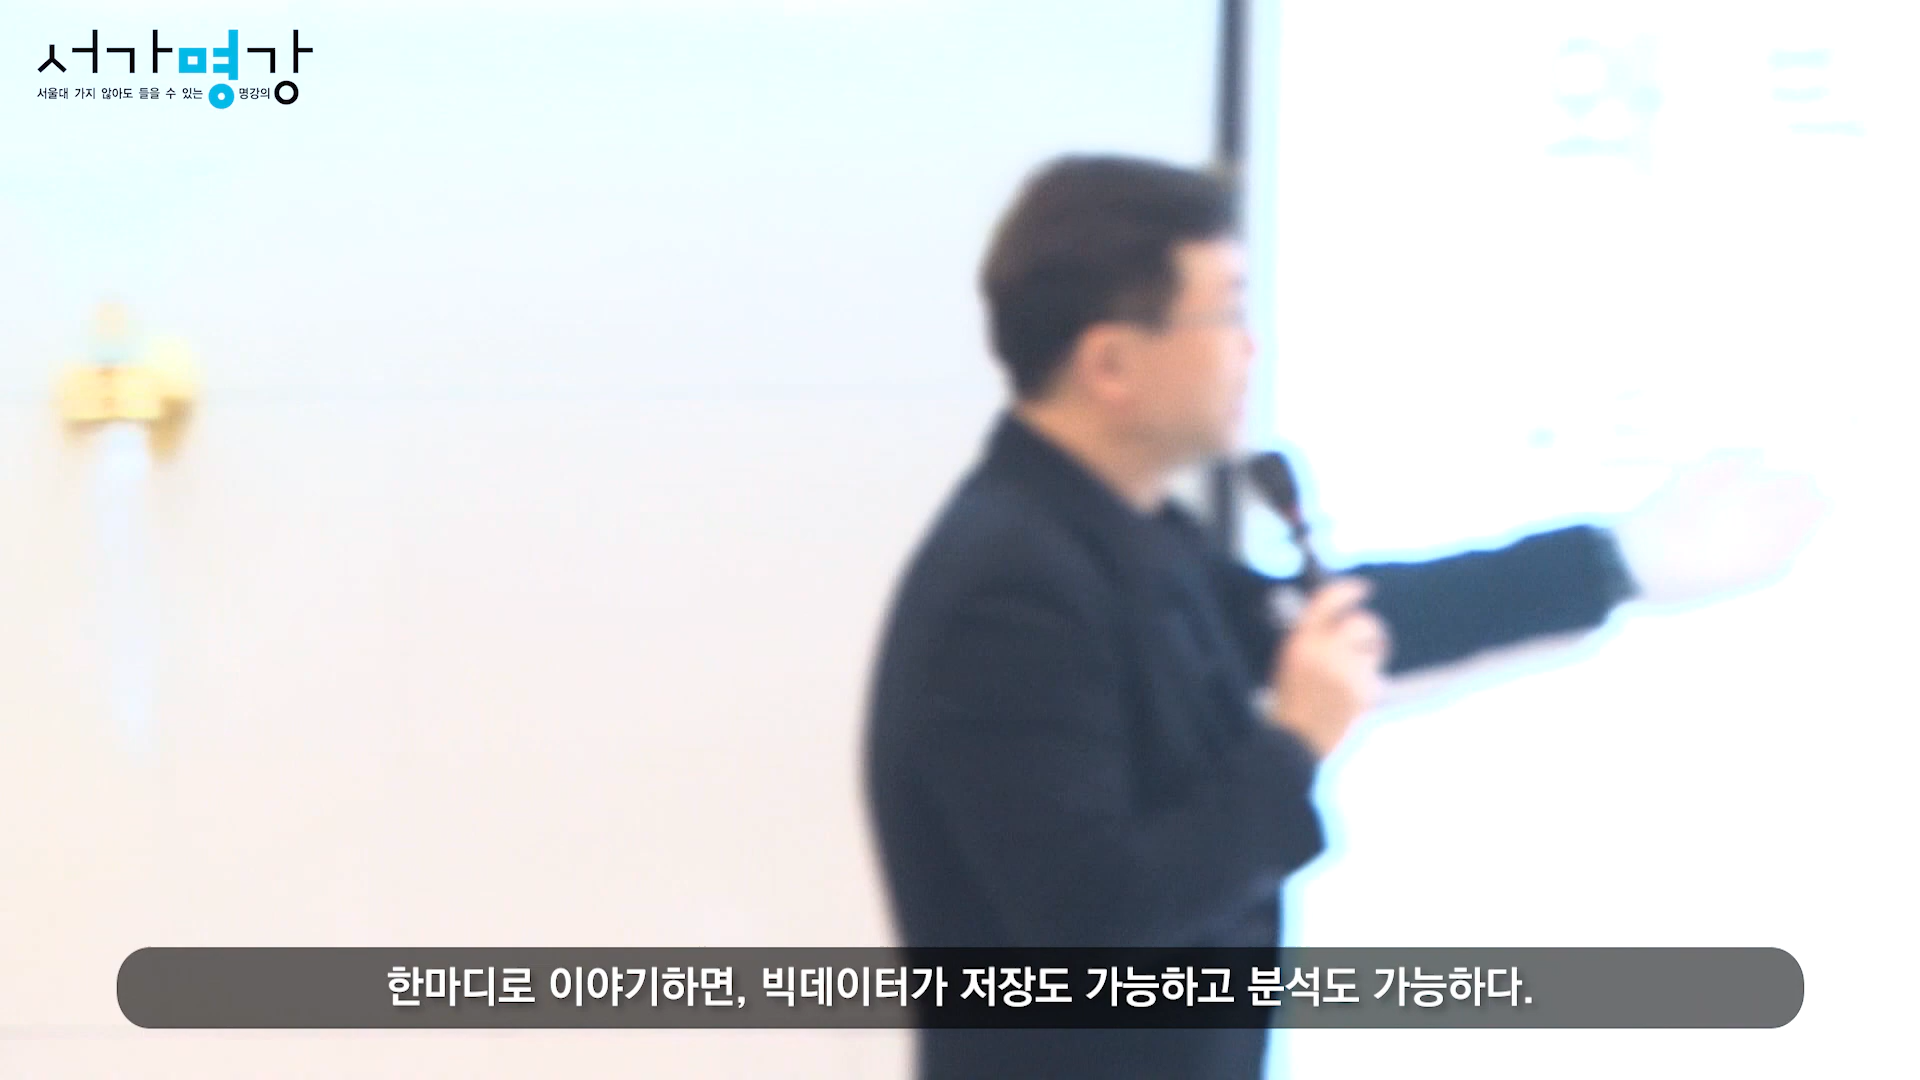 서가명강
서울대 가지 않아도 들을 수 있는 명강의
한마디로 이야기하면, 빅데이터가 저장도 가능하고 분석도 가능하다.